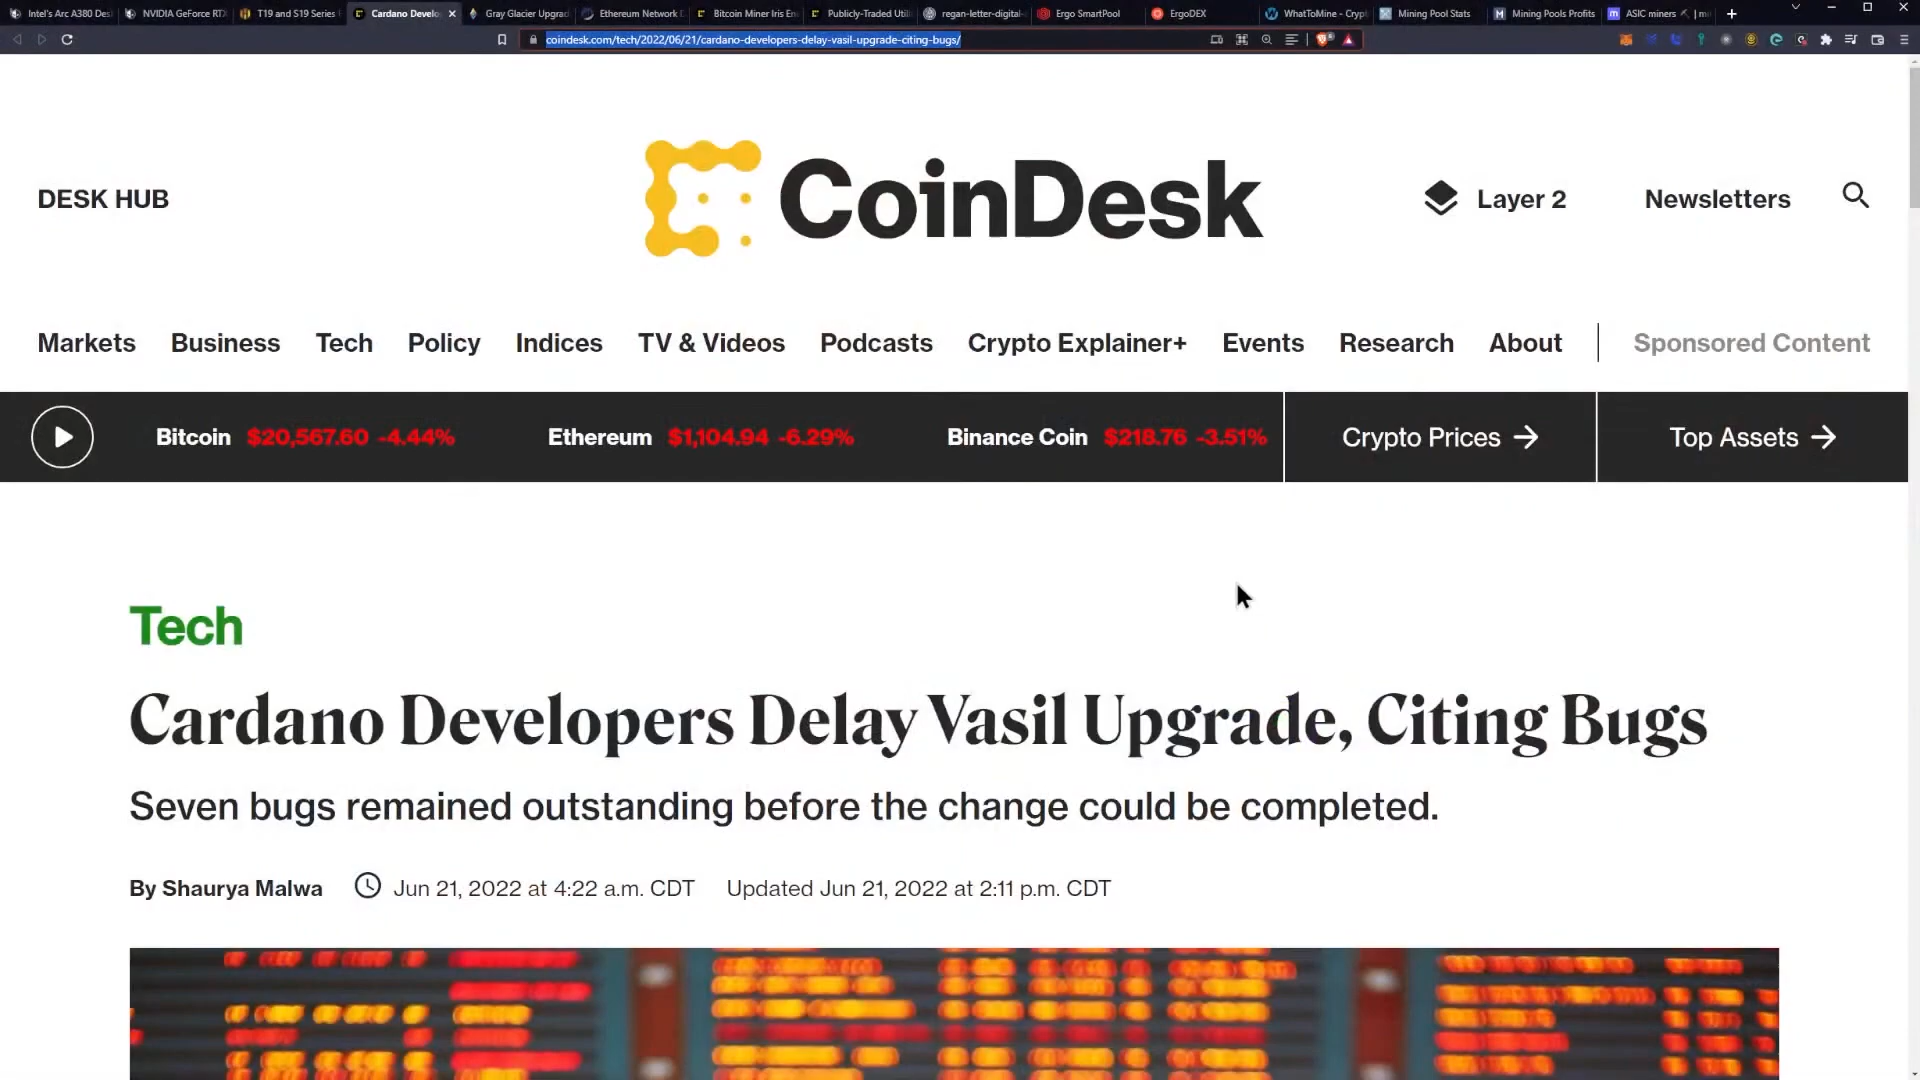 Intel's Arc A380 Des
NVIDIA GeForce RT
T19 and S19 Series
Cardano Develo
Gray Glacier Upgrad
Ethereum Network
Bitcoin Miner Iris En
Publicly-Traded Util
regan-letter-digital-
Ergo SmartPool
ErgoDEX
WhatToMine - Cryp
Mining Pool Stats
Mining Pools Profits
ASIC miners
coindesk.com/tech/2022/06/21/cardano-developers-delay-vasil-upgrade-citing-bugs/
DESK HUB
CoinDesk
Layer 2
Newsletters
Markets Business Tech Policy Indices TV & Videos Podcasts Crypto Explainer+ Events Research About Sponsored Content
Bitcoin $20,567.60 -4.44% Ethereum $1,104.94 -6.29% Binance Coin $218.76 -3.51% Crypto Prices → Top Assets →
Tech
Cardano Developers Delay Vasil Upgrade, Citing Bugs
Seven bugs remained outstanding before the change could be completed.
By Shaurya Malwa Jun 21, 2022 at 4:22 a.m. CDT Updated Jun 21, 2022 at 2:11 p.m. CDT